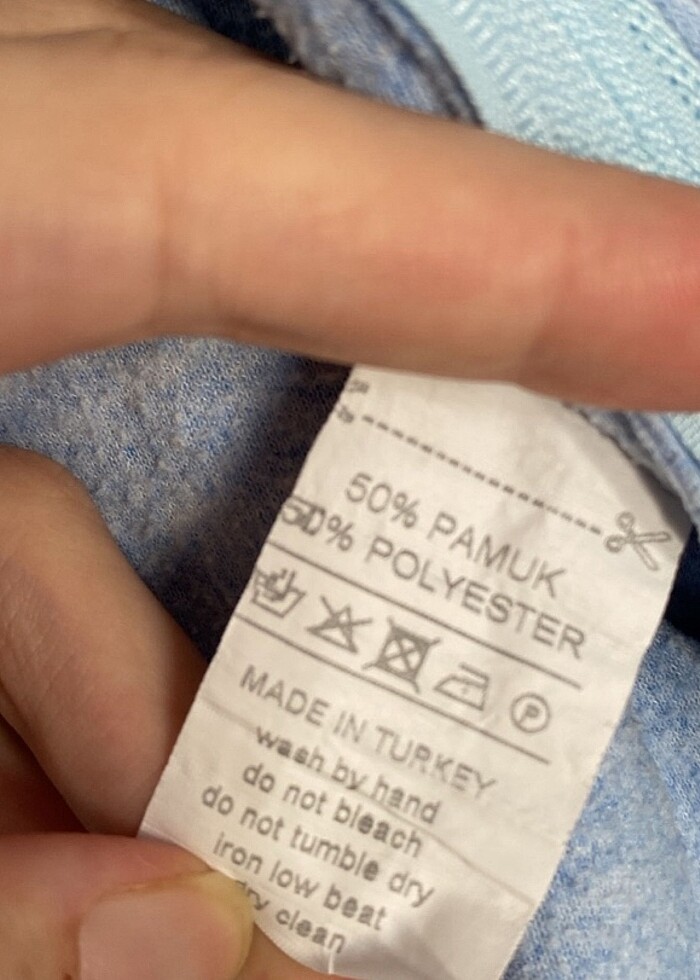 50% PAMUK
50% POLYESTER
P
MADE IN TURKEY
wash by hand
do not bleach
do not tumble dry
iron low beat
dry clean